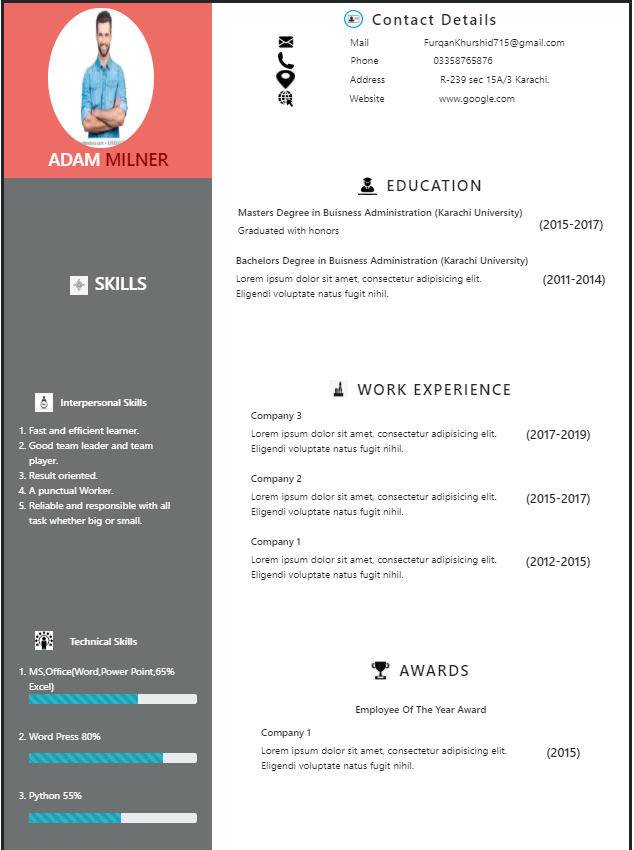 ADAM MILNER
SKILLS
Interpersonal Skills
1. Fast and efficient learner.
2. Good team leader and team
player.
3. Result oriented.
4. A punctual Worker.
5. Reliable and responsible with all
task whether big or small.
Technical Skills
1. MS,Office(Word,Power Point,65%
Excel)
2. Word Press 80%
3. Python 55%
Contact Details
Mail FurqanKhurshid715@gmail.com
Phone 03358765876
Address R-239 sec 15A/3 Karachi.
Website www.google.com
EDUCATION
Masters Degree in Buisness Administration (Karachi University)
Graduated with honors
(2015-2017)
Bachelors Degree in Buisness Administration (Karachi University)
Lorem ipsum dolor sit amet, consectetur adipisicing elit.
Eligendi voluptate natus fugit nihil.
(2011-2014)
WORK EXPERIENCE
Company 3
Lorem ipsum dolor sit amet, consectetur adipisicing elit.
Eligendi voluptate natus fugit nihil.
(2017-2019)
Company 2
Lorem ipsum dolor sit amet, consectetur adipisicing elit.
Eligendi voluptate natus fugit nihil.
(2015-2017)
Company 1
Lorem ipsum dolor sit amet, consectetur adipisicing elit.
Eligendi voluptate natus fugit nihil.
(2012-2015)
AWARDS
Employee Of The Year Award
Company 1
Lorem ipsum dolor sit amet, consectetur adipisicing elit.
Eligendi voluptate natus fugit nihil.
(2015)